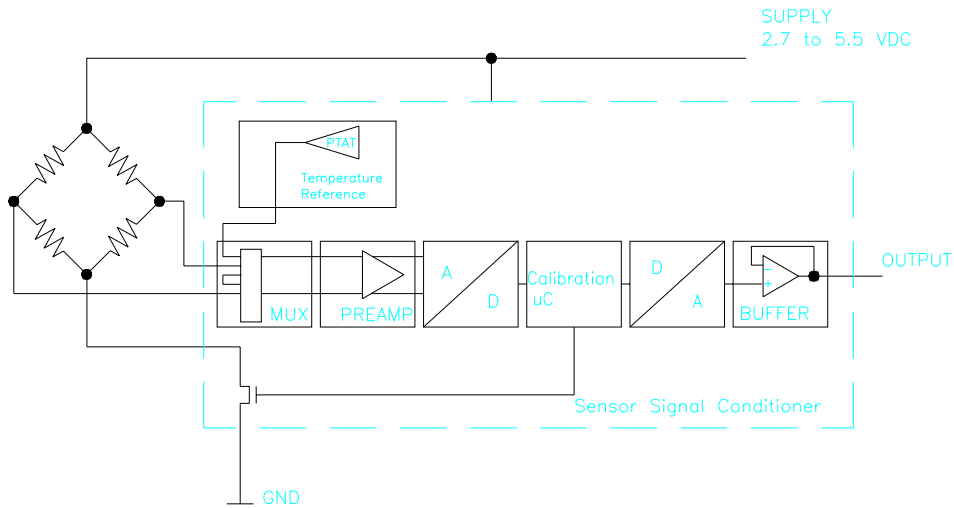 SUPPLY
2.7 to 5.5 VDC
PTAT
Temperature
Reference
MUX
PREAMP
A
D
Calibration
uC
D
A
-
+
BUFFER
OUTPUT
Sensor Signal Conditioner
GND